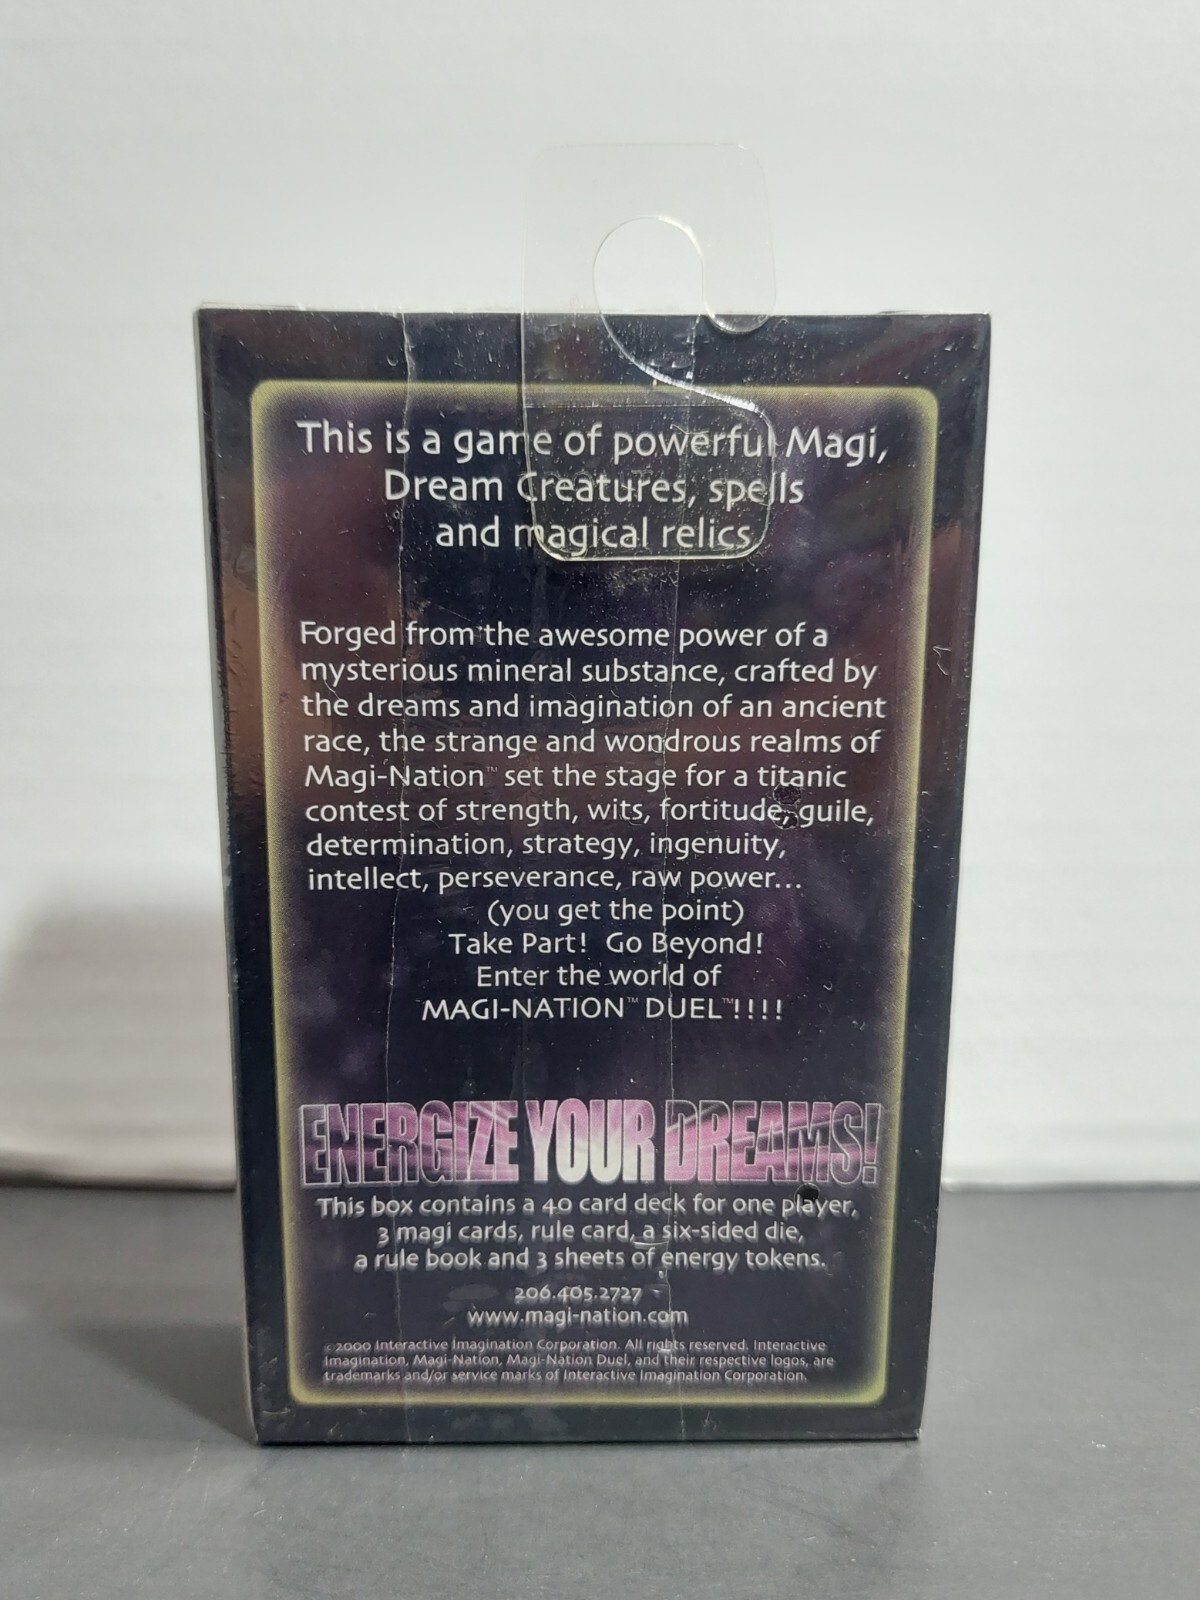 This is a game of powerful Magi,
Dream Creatures, spells
and magical relics
Forged from the awesome power of a
mysterious mineral substance, crafted by
the dreams and imagination of an ancient
race, the strange and wondrous realms of
Magi-Nation™ set the stage for a titanic
contest of strength, wits, fortitude, guile,
determination, strategy, ingenuity,
intellect, perseverance, raw power...
(you get the point)
Take Part! Go Beyond!
Enter the world of
MAGI-NATION™ DUEL™!!!!
ENERGIZE YOUR DREAMS!
This box contains a 40 card deck for one player,
3 magi cards, rule card, a six-sided die,
a rule book and 3 sheets of energy tokens.
206.405.2727
www.magi-nation.com
©2000 Interactive Imagination Corporation. All rights reserved. Interactive
Imagination, Magi-Nation, Magi-Nation Duel, and their respective logos, are
trademarks and/or service marks of Interactive Imagination Corporation.